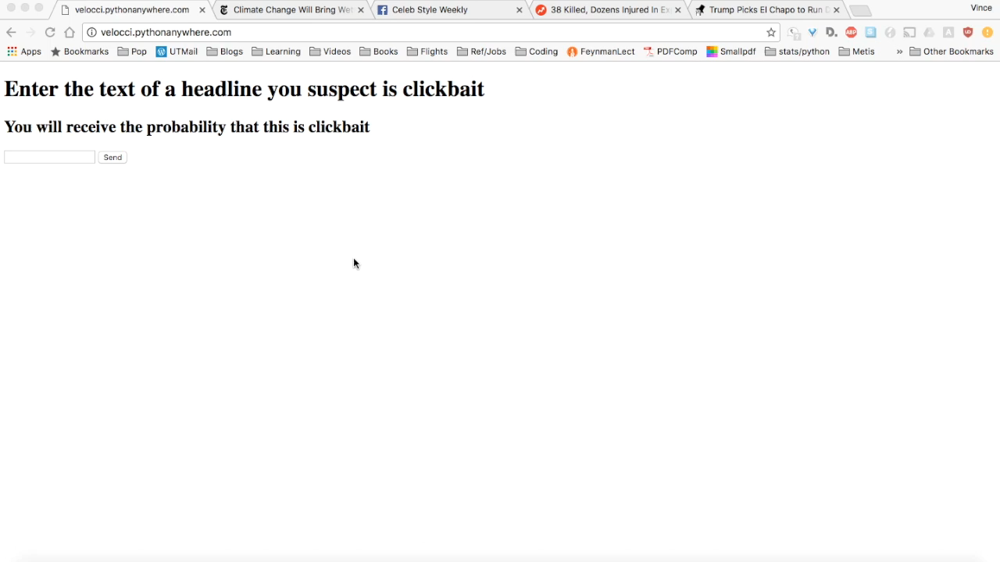 velocci.pythonanywhere.com Climate Change Will Bring Wet Celeb Style Weekly 38 Killed, Dozens Injured In Ex Trump Picks El Chapo to Run D Vince
velocci.pythonanywhere.com
Apps Bookmarks Pop UTMail Blogs Learning Videos Books Flights Ref/Jobs Coding FeynmanLect PDFComp Smallpdf stats/python Metis » Other Bookmarks
Enter the text of a headline you suspect is clickbait
You will receive the probability that this is clickbait
Send